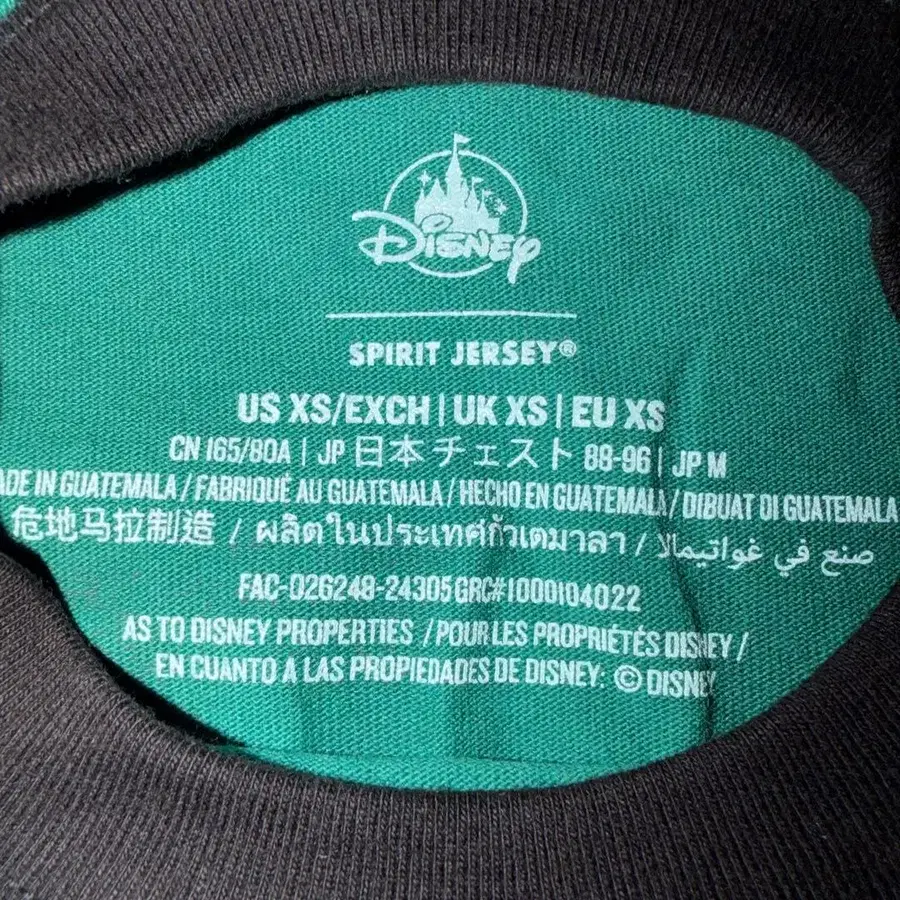 Disney
SPIRIT JERSEY®
US XS/EXCH | UK XS | EU XS
CN 165/80A | JP 日本 チェスト 88-96 | JP M
ADE IN GUATEMALA / FABRIQUÉ AU GUATEMALA / HECHO EN GUATEMALA / DIBUAT DI GUATEMALA
危地马拉制造 / ผลิตในประเทศกัวเตมาลา / صنع في غواتيمالا
FAC-026248-24305 GRC#1000104022
AS TO DISNEY PROPERTIES / POUR LES PROPRIÉTÉS DISNEY /
EN CUANTO A LAS PROPIEDADES DE DISNEY: © DISNEY